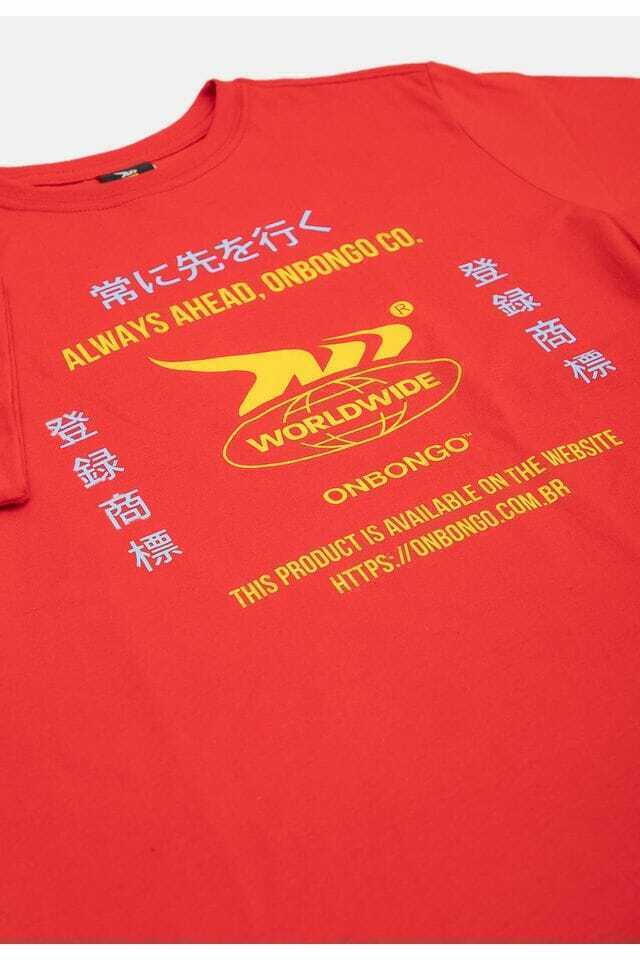 常に先を行く
ALWAYS AHEAD, ONBONGO CO.
登録商標
登録商標
®
WORLDWIDE
ONBONGO™
THIS PRODUCT IS AVAILABLE ON THE WEBSITE
HTTPS://ONBONGO.COM.BR